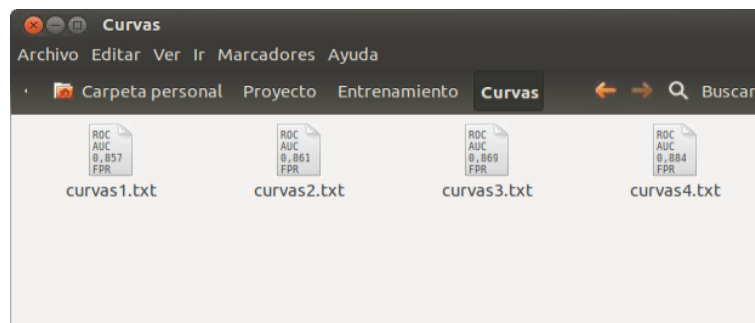 Curvas
Archivo Editar Ver Ir Marcadores Ayuda
Carpeta personal Proyecto Entrenamiento Curvas Buscar
ROC ROC ROC ROC
AUC AUC AUC AUC
0,857 0,861 0,869 0,884
FPR FPR FPR FPR
curvas1.txt curvas2.txt curvas3.txt curvas4.txt